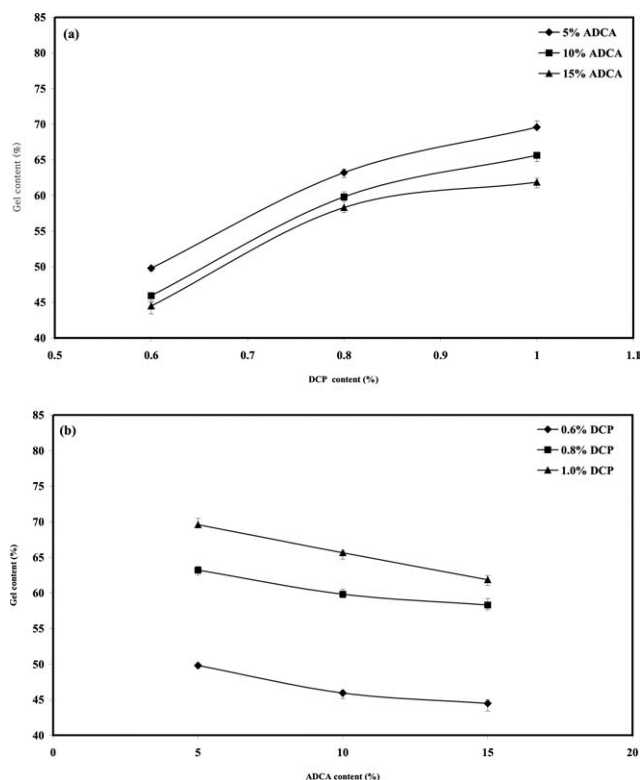 (a)
5% ADCA
10% ADCA
15% ADCA
85
80
75
70
65
60
55
50
45
40
Gel content (%)
0.5 0.6 0.7 0.8 0.9 1 1.1
DCP content (%)
(b)
0.6% DCP
0.8% DCP
1.0% DCP
85
80
75
70
65
60
55
50
45
40
Gel content (%)
0 5 10 15 20
ADCA content (%)